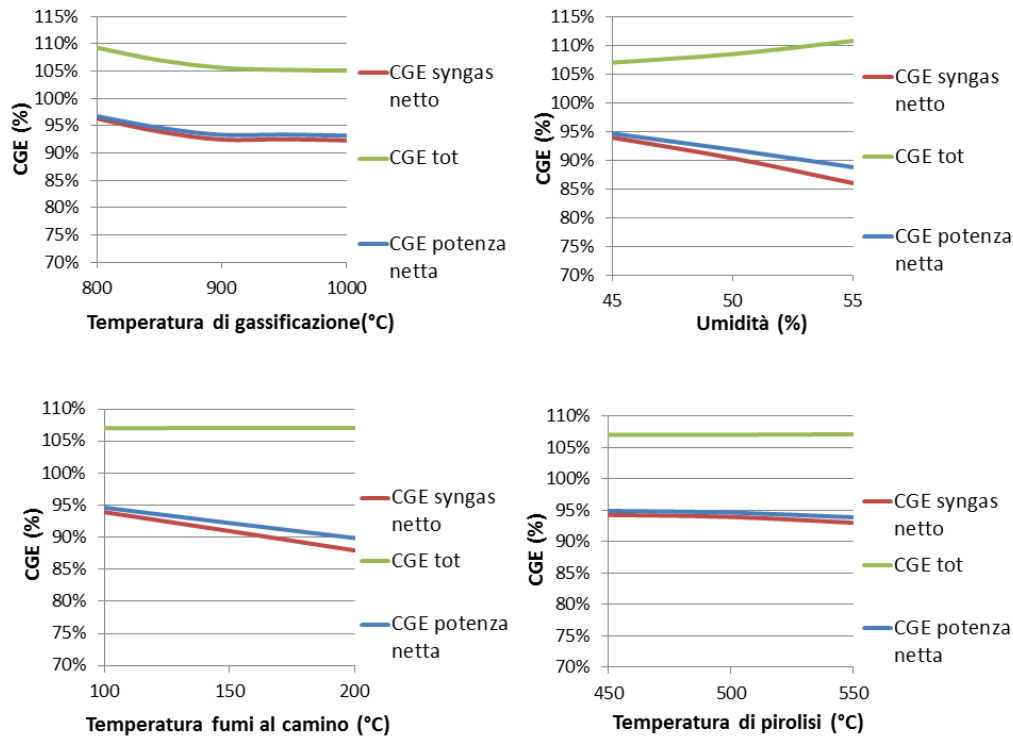 115%
110%
105%
100%
95%
90%
85%
80%
75%
70%
CGE (%)
800
900
1000
Temperatura di gassificazione(°C)
CGE syngas
netto
CGE tot
CGE potenza
netta
115%
110%
105%
100%
95%
90%
85%
80%
75%
70%
CGE (%)
45
50
55
Umidità (%)
CGE syngas
netto
CGE tot
CGE potenza
netta
110%
105%
100%
95%
90%
85%
80%
75%
70%
CGE (%)
100
150
200
Temperatura fumi al camino (°C)
CGE syngas
netto
CGE tot
CGE potenza
netta
110%
105%
100%
95%
90%
85%
80%
75%
70%
CGE (%)
450
500
550
Temperatura di pirolisi (°C)
CGE syngas
netto
CGE tot
CGE potenza
netta